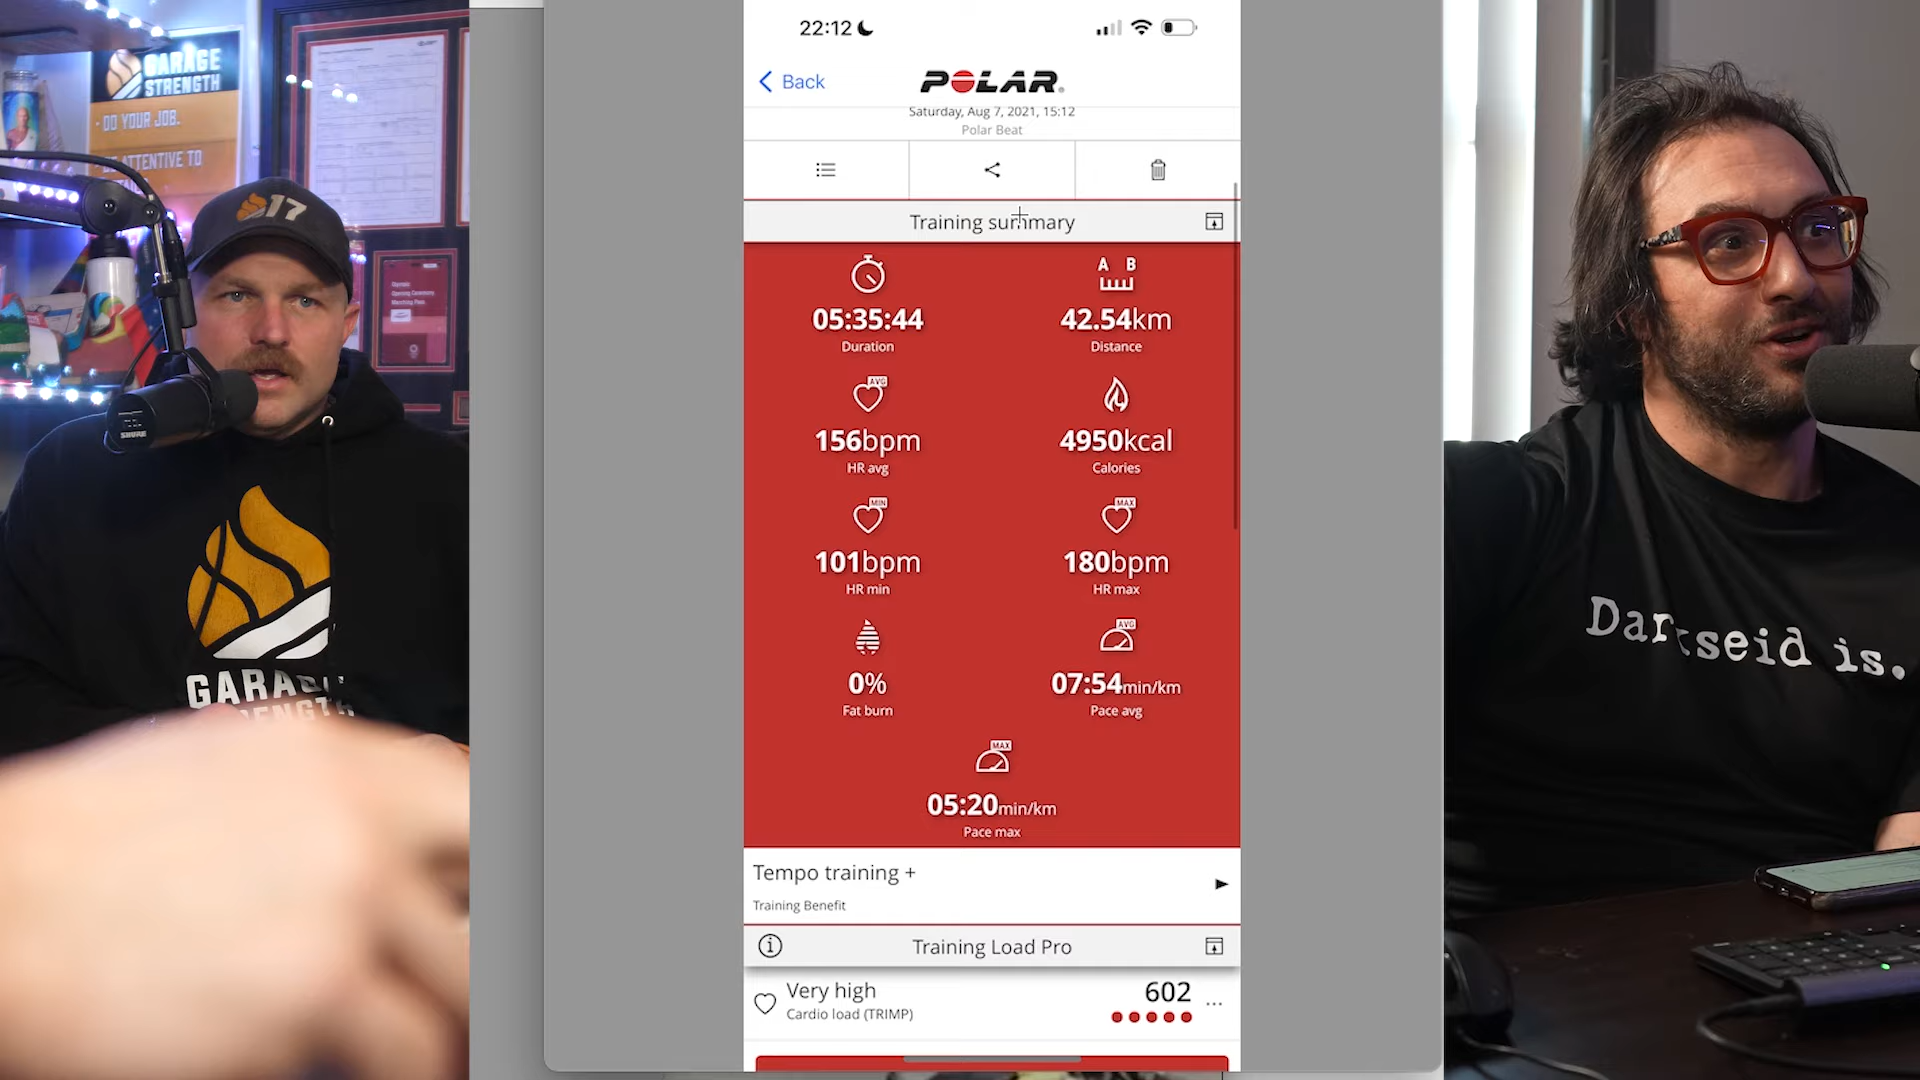 GARAGE
STRENGTH
· DO YOUR JOB.
ATTENTIVE TO
17
SHURE
GARAGE
STRENGTH
22:12
Back
POLAR
Saturday, Aug 7, 2021, 15:12
Polar Beat
Training summary
A B
05:35:44
Duration
42.54km
Distance
AVG
156bpm
HR avg
4950kcal
Calories
MIN
101bpm
HR min
MAX
180bpm
HR max
0%
Fat burn
AVG
07:54min/km
Pace avg
MAX
05:20min/km
Pace max
Tempo training +
Training Benefit
Training Load Pro
Very high
602
Cardio load (TRIMP)
...
Darkseid is.